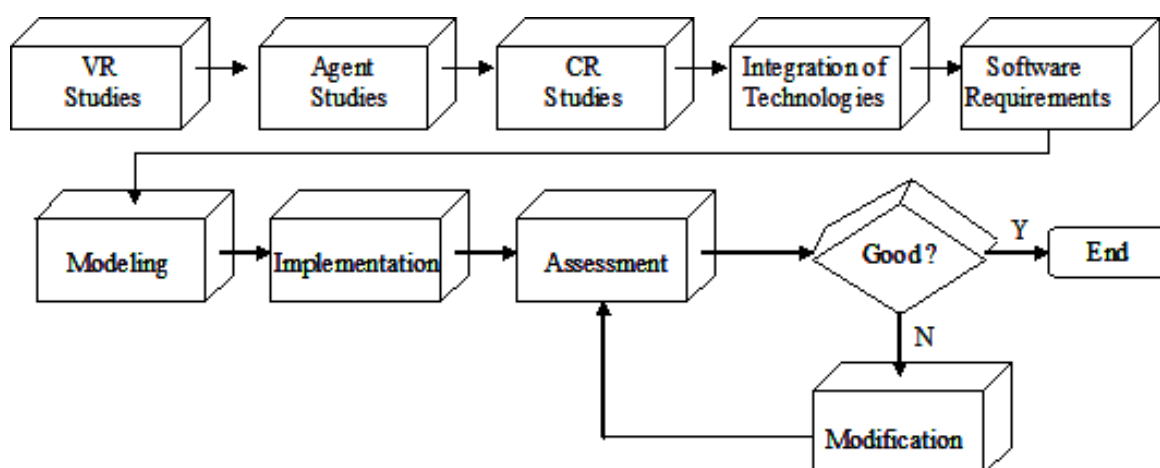 VR
Studies
Agent
Studies
CR
Studies
Integration of
Technologies
Software
Requirements
Modeling
Implementation
Assessment
Good?
Y
End
N
Modification